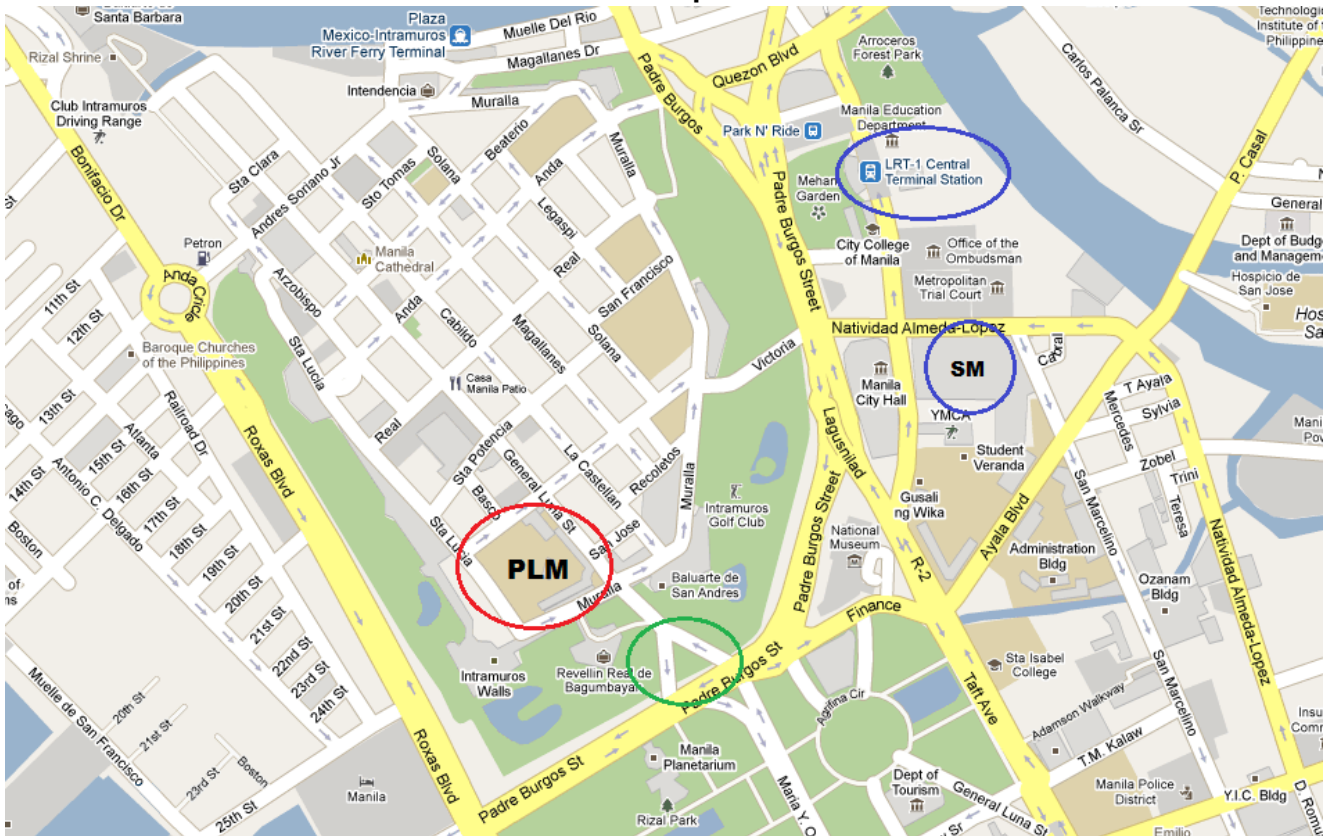 Santa Barbara
Rizal Shrine
Plaza
Mexico-Intramuros
River Ferry Terminal
Muelle Del Rio
Magallanes Dr
Intendencia
Muralla
Club Intramuros
Driving Range
Bonifacio Dr
Sta Clara
Andres Soriano Jr
Sto Tomas
Solana
Beaterio
Anda
Muralla
Legaspi
Real
San Francisco
Petron
Manila
Cathedral
Anda Circle
Arzobispo
Anda
Cabildo
Magallanes
Solana
Victoria
Padre Burgos
Quezon Blvd
Arroceros
Forest Park
Manila Education
Department
Park N' Ride
LRT-1 Central
Terminal Station
Mehan
Garden
Padre Burgos Street
City College
of Manila
Office of the
Ombudsman
Metropolitan
Trial Court
Natividad Almeda-Lopez
Carlos Palanca Sr
Technologic
Institute of t
Philippine
P. Casal
General
Dept of Budg
and Manageme
Hospicio de
San Jose
Hos
Sa
11th St
12th St
Baroque Churches
of the Philippines
13th St
14th St
Boston
Atlanta
15th St
16th St
17th St
18th St
19th St
20th St
21st St
22nd St
23rd St
24th St
25th St
Railroad Dr
Antonio C. Delgado
Roxas Blvd
Sta Lucia
Casa
Manila Patio
Real
Sta Potencia
General Luna St
La Castellan
Recoletos
Basco
San Jose
Sta Lucia
PLM
Muralla
Muralla
Intramuros
Golf Club
Baluarte de
San Andres
Intramuros
Walls
Revellin Real de
Bagumbayan
Padre Burgos St
Padre Burgos St
Padre Burgos Street
Lagusnilad
Manila
City Hall
SM
YMCA
Student
Veranda
Gusali
ng Wika
National
Museum
R-2
Finance
Ayala Blvd
Cabral
Mercedes
T Ayala
Sylvia
Zobel
Trini
Teresa
San Marcelino
Mani
Pov
Administration
Bldg
Ozanam
Bldg
Natividad Almeda-Lopez
Sta Isabel
College
Taft Ave
Adamson Walkway
San Marcelino
T.M. Kalaw
Agrifina Cir
Manila
Planetarium
Rizal Park
Maria Y. O
Dept of
Tourism
General Luna St
Manila Police
District
Y.I.C. Bldg
Insu
Comm
D. Romu
Emilio
Muelle de San Francisco
20th St
21st St
23rd St
Boston
Manila
Roxas Blvd